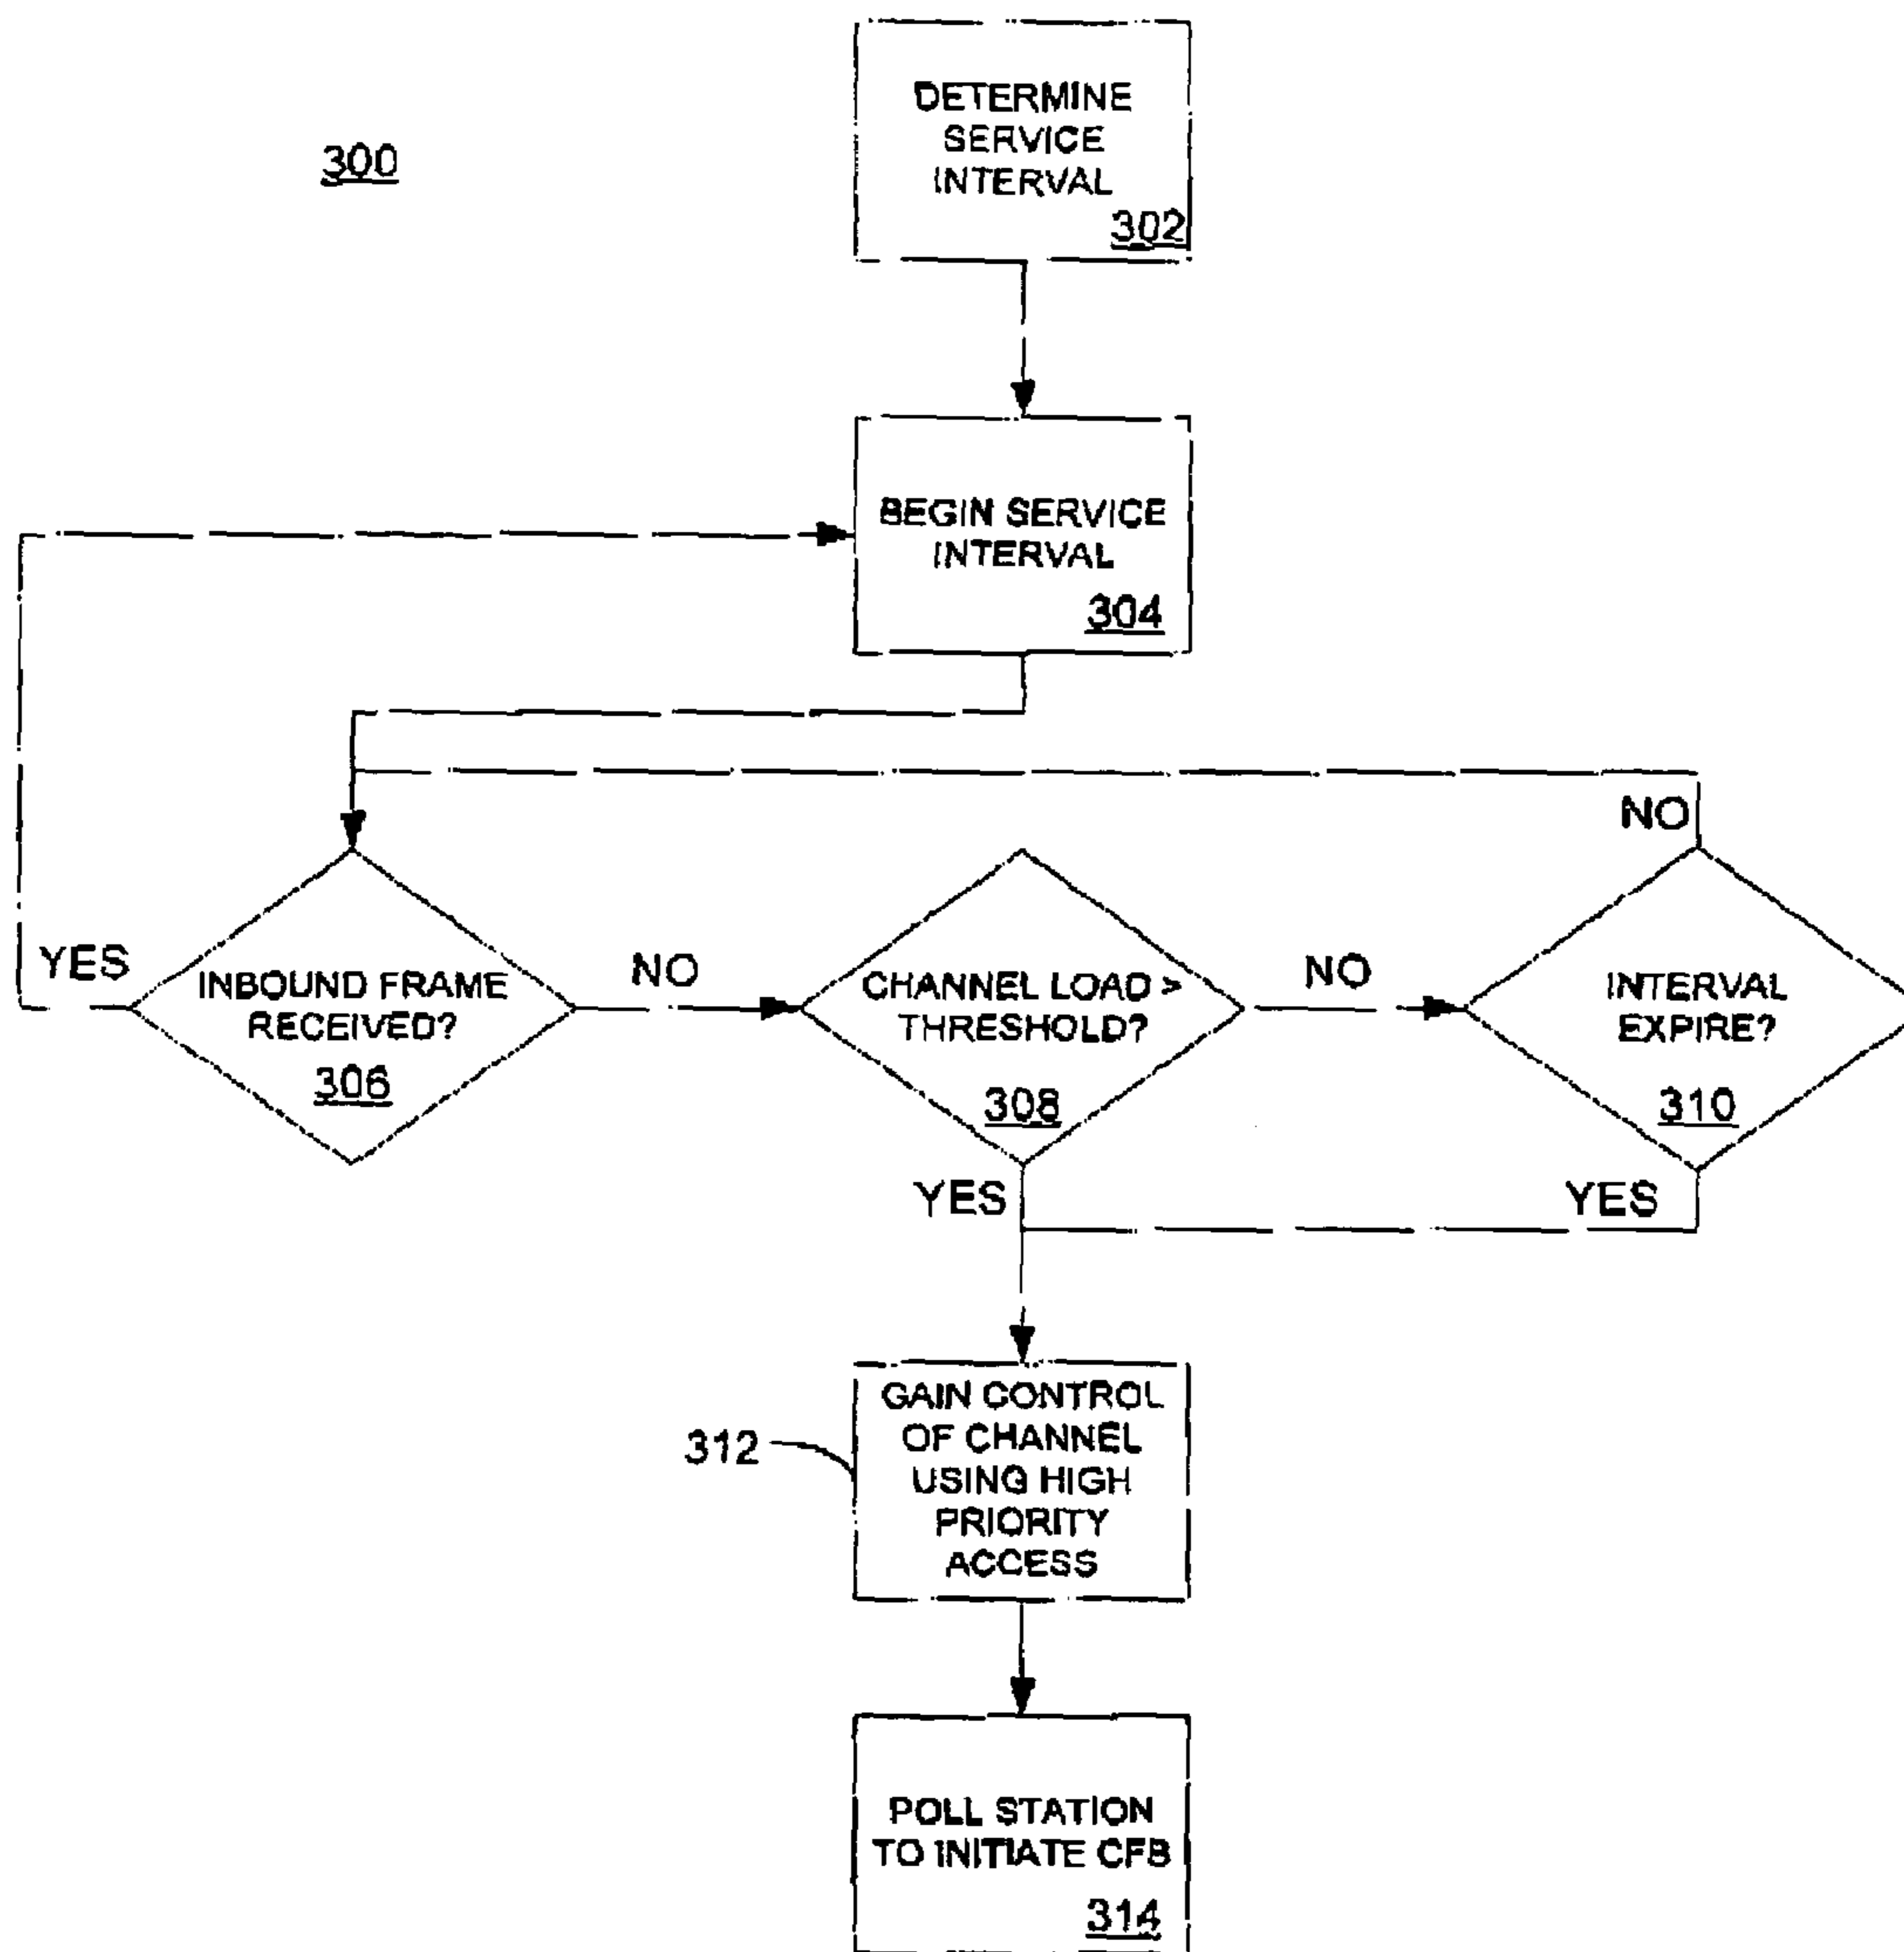 300
DETERMINE
SERVICE
INTERVAL
302
BEGIN SERVICE
INTERVAL
304
NO
YES
INBOUND FRAME
RECEIVED?
306
NO
CHANNEL LOAD >
THRESHOLD?
308
NO
INTERVAL
EXPIRE?
310
YES
YES
312
GAIN CONTROL
OF CHANNEL
USING HIGH
PRIORITY
ACCESS
POLL STATION
TO INITIATE CFB
314